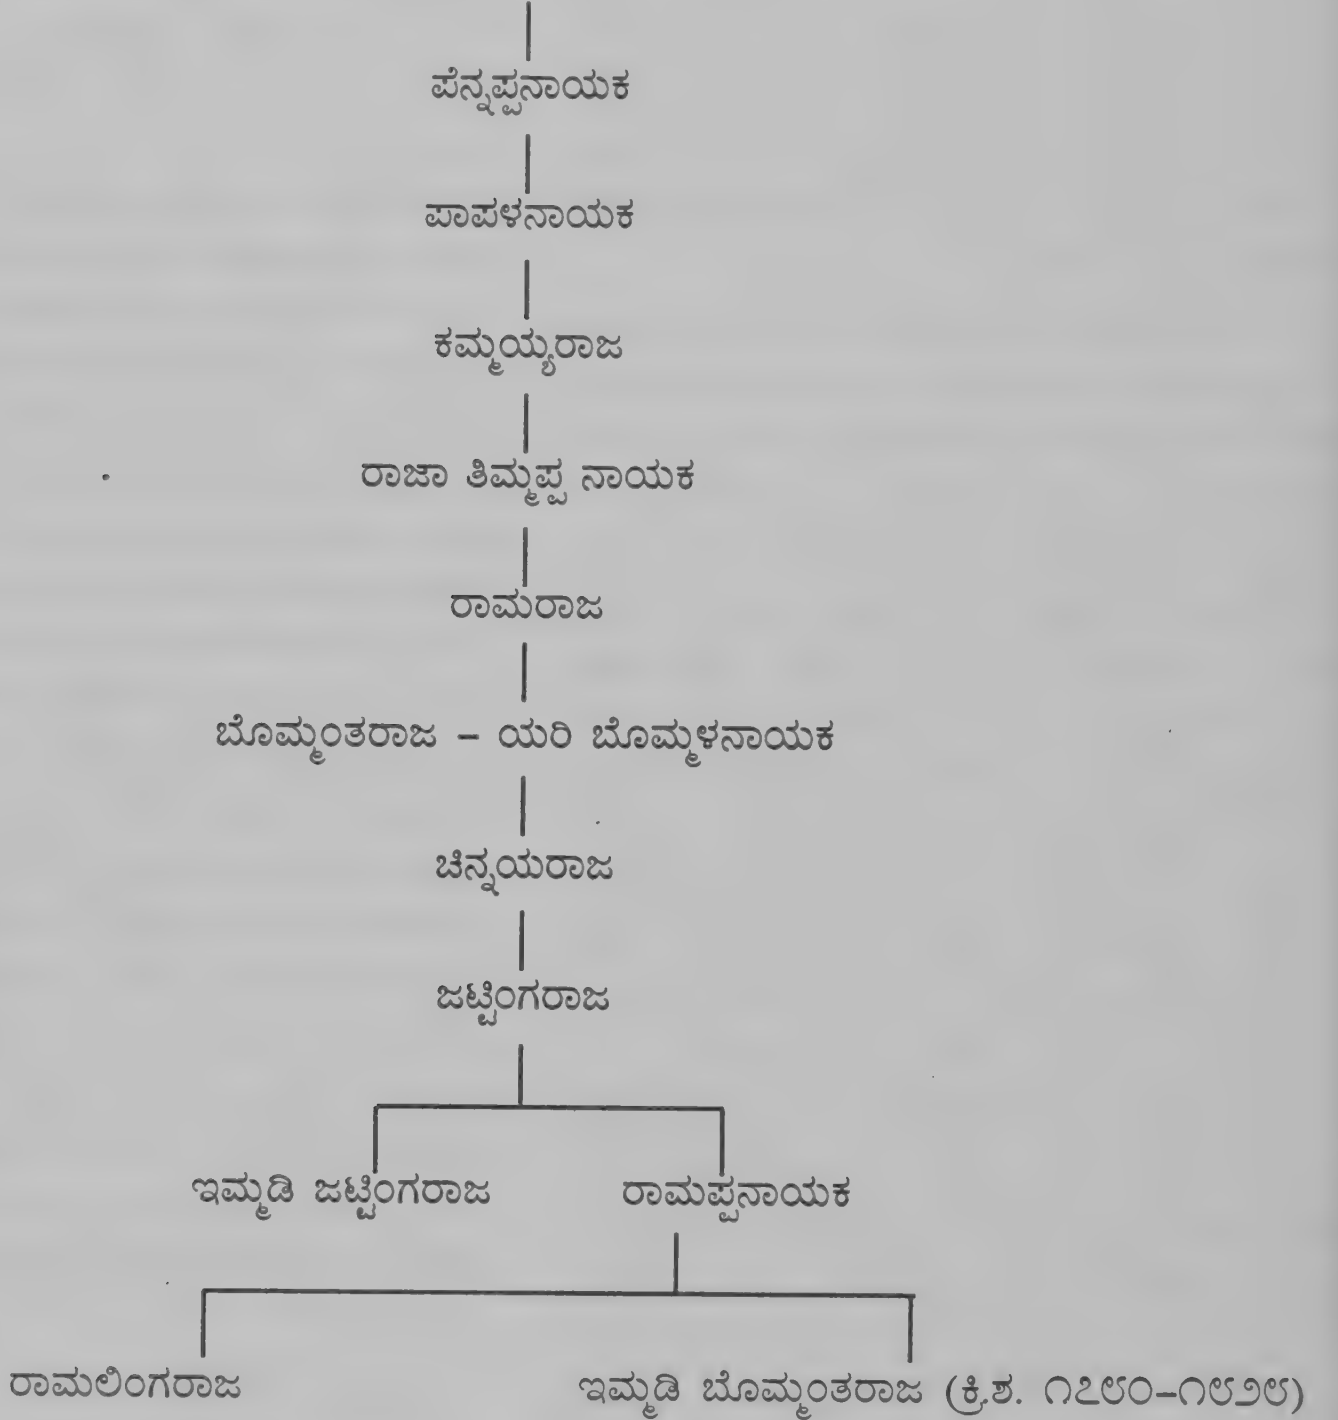 ಪೆನ್ನಪ್ಪನಾಯಕ
ಪಾಪಳನಾಯಕ
ಕಮ್ಮಯ್ಯರಾಜ
ರಾಜಾ ತಿಮ್ಮಪ್ಪ ನಾಯಕ
ರಾಮರಾಜ
ಬೊಮ್ಮಂತರಾಜ – ಯರಿ ಬೊಮ್ಮಳನಾಯಕ
ಚಿನ್ನಯರಾಜ
ಜಟ್ಟಿಂಗರಾಜ
ಇಮ್ಮಡಿ ಜಟ್ಟಿಂಗರಾಜ ರಾಮಪ್ಪನಾಯಕ
ರಾಮಲಿಂಗರಾಜ ಇಮ್ಮಡಿ ಬೊಮ್ಮಂತರಾಜ (ಕ್ರಿ.ಶ. ೧೭೮೦–೧೮೨೮)